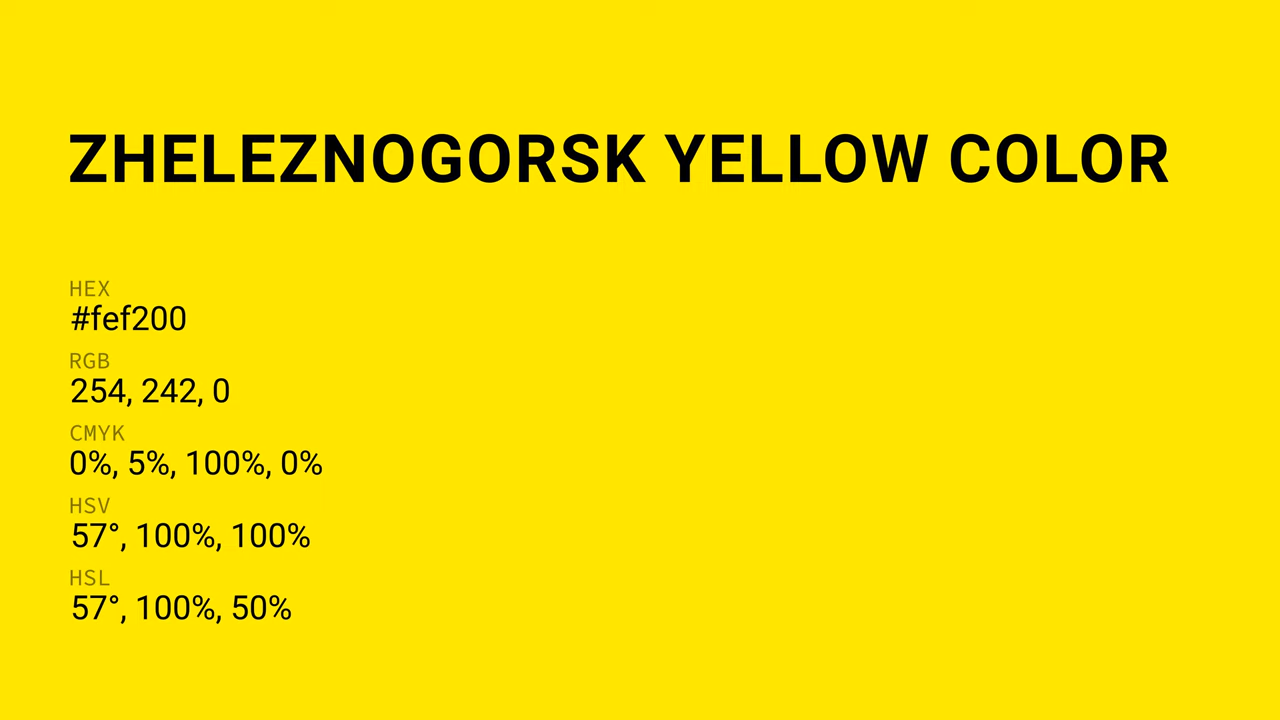 ZHELEZNOGORSK YELLOW COLOR
HEX
#fef200
RGB
254, 242, 0
CMYK
0%, 5%, 100%, 0%
HSV
57°, 100%, 100%
HSL
57°, 100%, 50%